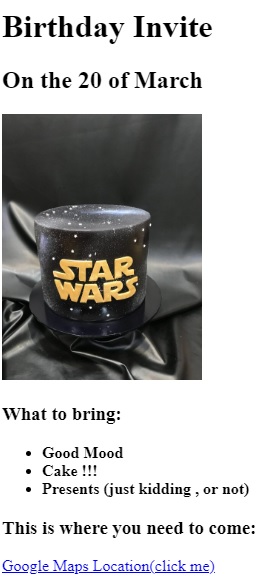 Birthday Invite
On the 20 of March
STAR
WARS
What to bring:
Good Mood
Cake !!!
Presents (just kidding , or not)
This is where you need to come:
Google Maps Location(click me)